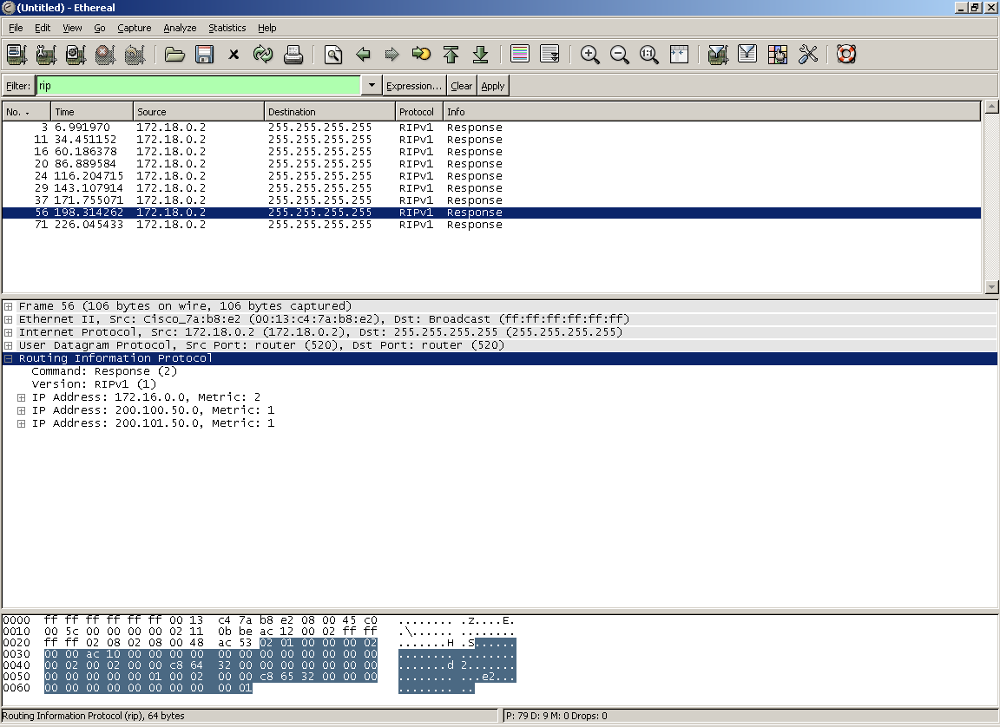 (Untitled) - Ethereal
File Edit View Go Capture Analyze Statistics Help
Filter: rip Expression... Clear Apply
No. Time Source Destination Protocol Info
3 6.991970 172.18.0.2 255.255.255.255 RIPv1 Response
11 34.451152 172.18.0.2 255.255.255.255 RIPv1 Response
16 60.186378 172.18.0.2 255.255.255.255 RIPv1 Response
20 86.889584 172.18.0.2 255.255.255.255 RIPv1 Response
24 116.204715 172.18.0.2 255.255.255.255 RIPv1 Response
29 143.107914 172.18.0.2 255.255.255.255 RIPv1 Response
37 171.755071 172.18.0.2 255.255.255.255 RIPv1 Response
56 198.314262 172.18.0.2 255.255.255.255 RIPv1 Response
71 226.045433 172.18.0.2 255.255.255.255 RIPv1 Response
Frame 56 (106 bytes on wire, 106 bytes captured)
Ethernet II, Src: Cisco_7a:b8:e2 (00:13:c4:7a:b8:e2), Dst: Broadcast (ff:ff:ff:ff:ff:ff)
Internet Protocol, Src: 172.18.0.2 (172.18.0.2), Dst: 255.255.255.255 (255.255.255.255)
User Datagram Protocol, Src Port: router (520), Dst Port: router (520)
Routing Information Protocol
Command: Response (2)
Version: RIPv1 (1)
IP Address: 172.16.0.0, Metric: 2
IP Address: 200.100.50.0, Metric: 1
IP Address: 200.101.50.0, Metric: 1
0000 ff ff ff ff ff ff 00 13 c4 7a b8 e2 08 00 45 c0 ........ .z....E.
0010 00 5c 00 00 00 00 02 11 0b be ac 12 00 02 ff ff .\...... ........
0020 ff ff 02 08 02 08 00 48 ac 53 02 01 00 00 00 02 .......H .S......
0030 00 00 ac 10 00 00 00 00 00 00 00 00 00 00 00 00 ........ ........
0040 00 02 00 02 00 00 c8 64 32 00 00 00 00 00 00 00 .......d 2.......
0050 00 00 00 00 00 01 00 02 00 00 c8 65 32 00 00 00 ........ ...e2...
0060 00 00 00 00 00 00 00 00 00 01 ........ ..
Routing Information Protocol (rip), 64 bytes P: 79 D: 9 M: 0 Drops: 0